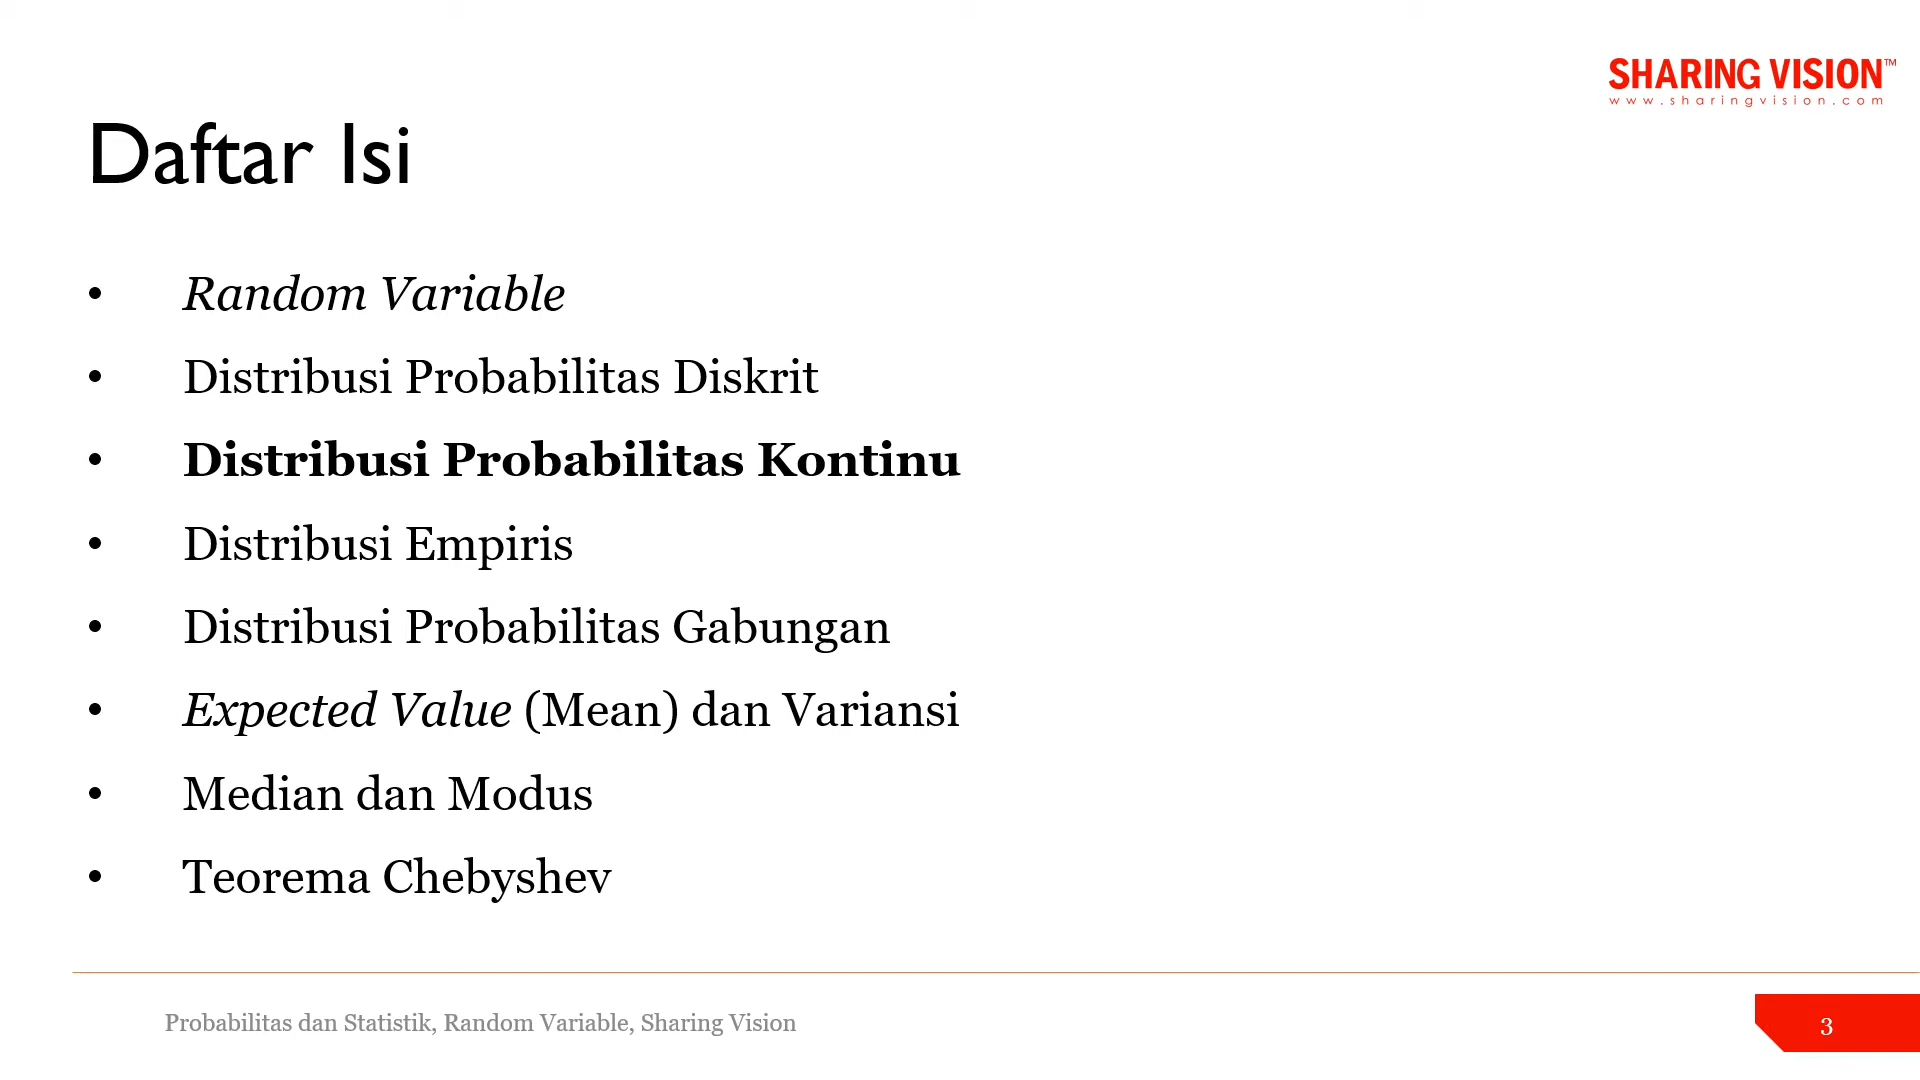 SHARING VISION™
www.sharingvision.com
Daftar Isi
• Random Variable
• Distribusi Probabilitas Diskrit
• Distribusi Probabilitas Kontinu
• Distribusi Empiris
• Distribusi Probabilitas Gabungan
• Expected Value (Mean) dan Variansi
• Median dan Modus
• Teorema Chebyshev
Probabilitas dan Statistik, Random Variable, Sharing Vision
3